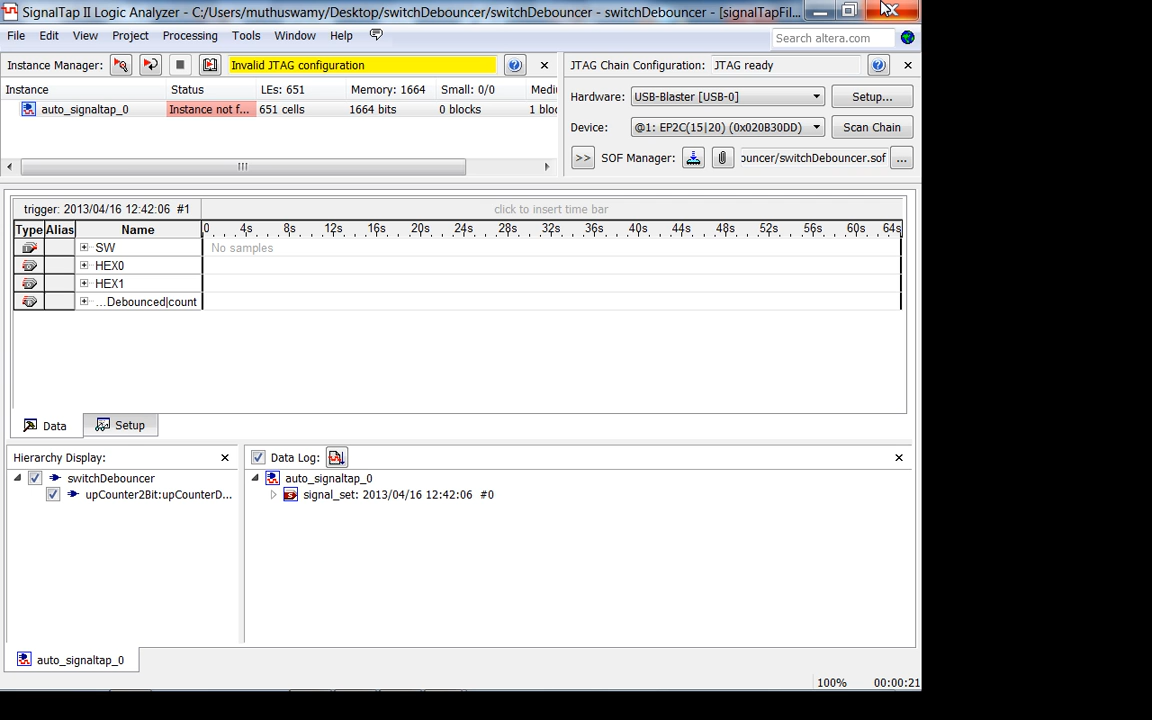 SignalTap II Logic Analyzer - C:/Users/muthuswamy/Desktop/switchDebouncer/switchDebouncer - switchDebouncer - [signalTapFil...
File Edit View Project Processing Tools Window Help
Search altera.com
Instance Manager: Invalid JTAG configuration
JTAG Chain Configuration: JTAG ready
Instance Status LEs: 651 Memory: 1664 Small: 0/0 Medi
auto_signaltap_0 Instance not f... 651 cells 1664 bits 0 blocks 1 bloc
Hardware: USB-Blaster [USB-0] Setup...
Device: @1: EP2C(15|20) (0x020B30DD) Scan Chain
>> SOF Manager: ouncer/switchDebouncer.sof ...
trigger: 2013/04/16 12:42:06 #1 click to insert time bar
Type Alias Name 0 4s 8s 12s 16s 20s 24s 28s 32s 36s 40s 44s 48s 52s 56s 60s 64s
SW No samples
HEX0
HEX1
...Debounced|count
Data Setup
Hierarchy Display:
switchDebouncer
upCounter2Bit:upCounterD...
Data Log:
auto_signaltap_0
signal_set: 2013/04/16 12:42:06 #0
auto_signaltap_0
100% 00:00:21